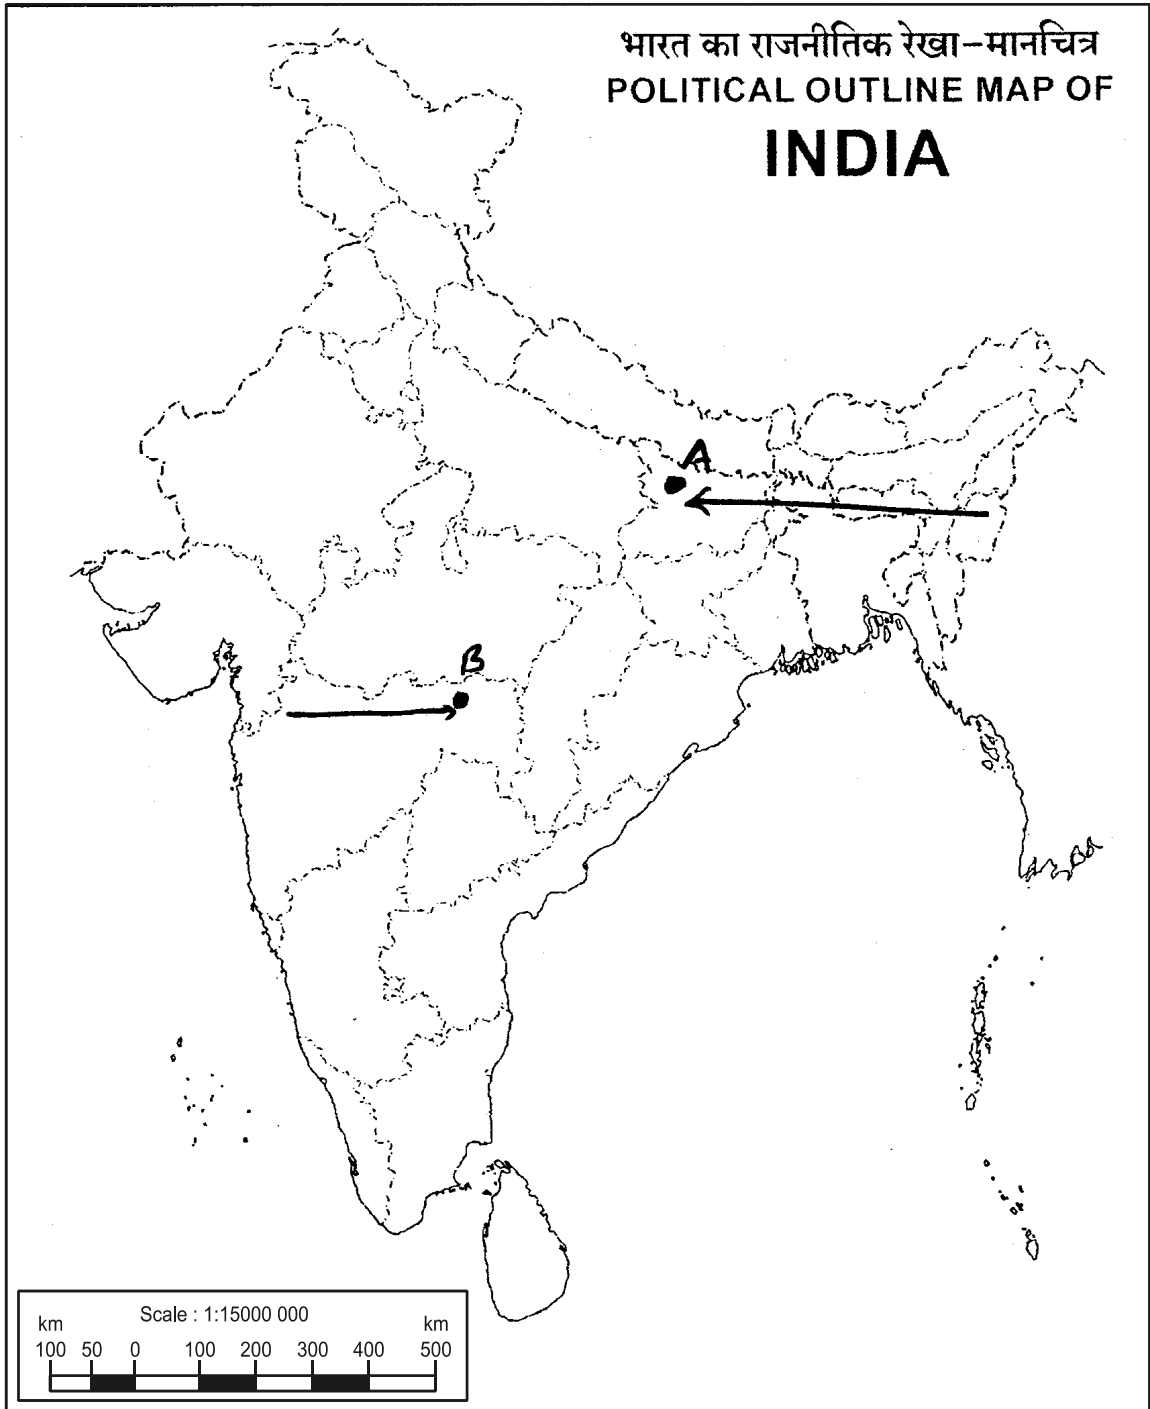 भारत का राजनीतिक रेखा-मानचित्र
POLITICAL OUTLINE MAP OF
INDIA
A
B
Scale : 1:15000 000
km km
100 50 0 100 200 300 400 500